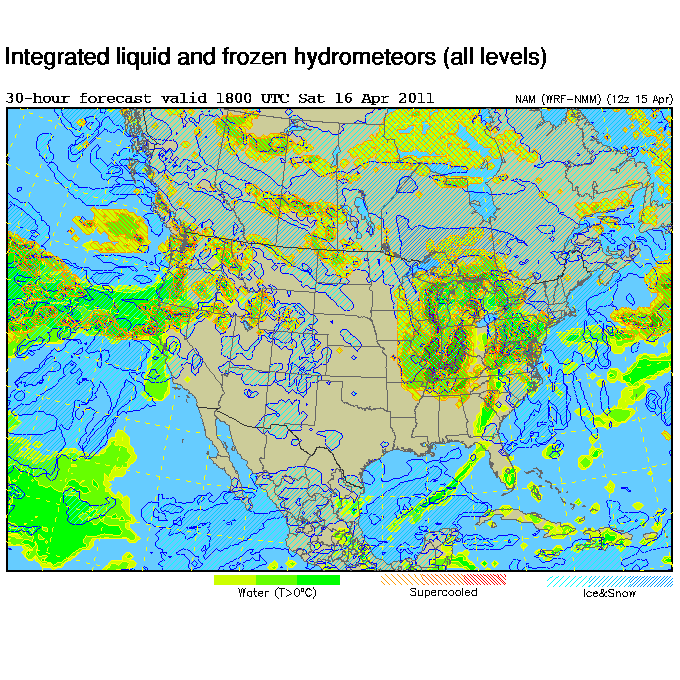 Integrated liquid and frozen hydrometeors (all levels)
30-hour forecast valid 1800 UTC Sat 16 Apr 2011 NAM (WRF-NMM) (12z 15 Apr)
Water (T>0°C) Supercooled Ice&Snow